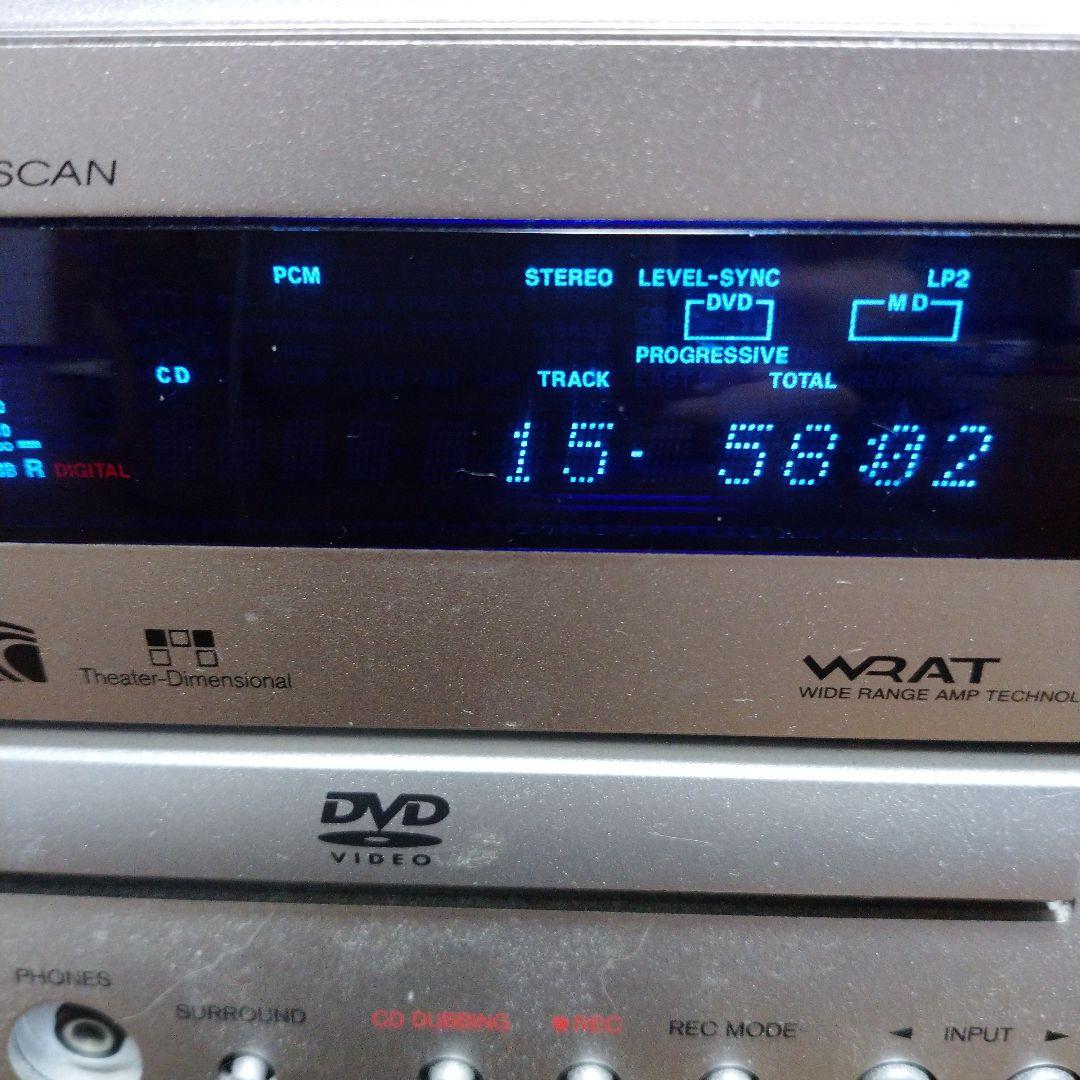 SCAN
PCM STEREO LEVEL-SYNC LP2
DVD MD
PROGRESSIVE
CD TRACK TOTAL
15. 58:02
R DIGITAL
Theater-Dimensional
WRAT
WIDE RANGE AMP TECHNOL
DVD
VIDEO
PHONES
SURROUND
CD DUBBING
REC
REC MODE
◄ INPUT ►